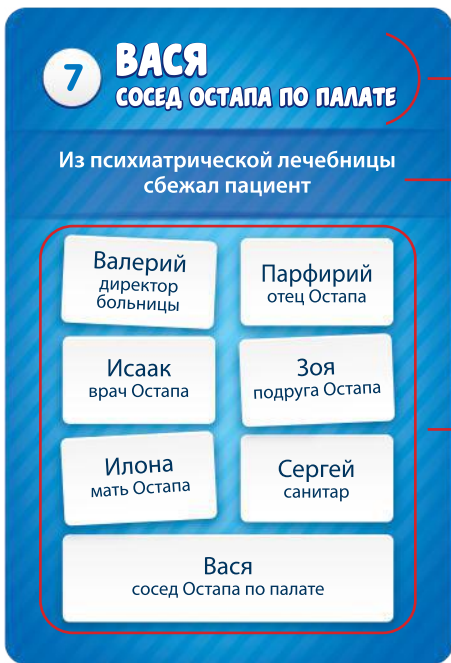 7
ВАСЯ
СОСЕД ОСТАПА ПО ПАЛАТЕ
Из психиатрической лечебницы
сбежал пациент
Валерий
директор
больницы
Парфирий
отец Остапа
Исаак
врач Остапа
Зоя
подруга Остапа
Илона
мать Остапа
Сергей
санитар
Вася
сосед Остапа по палате